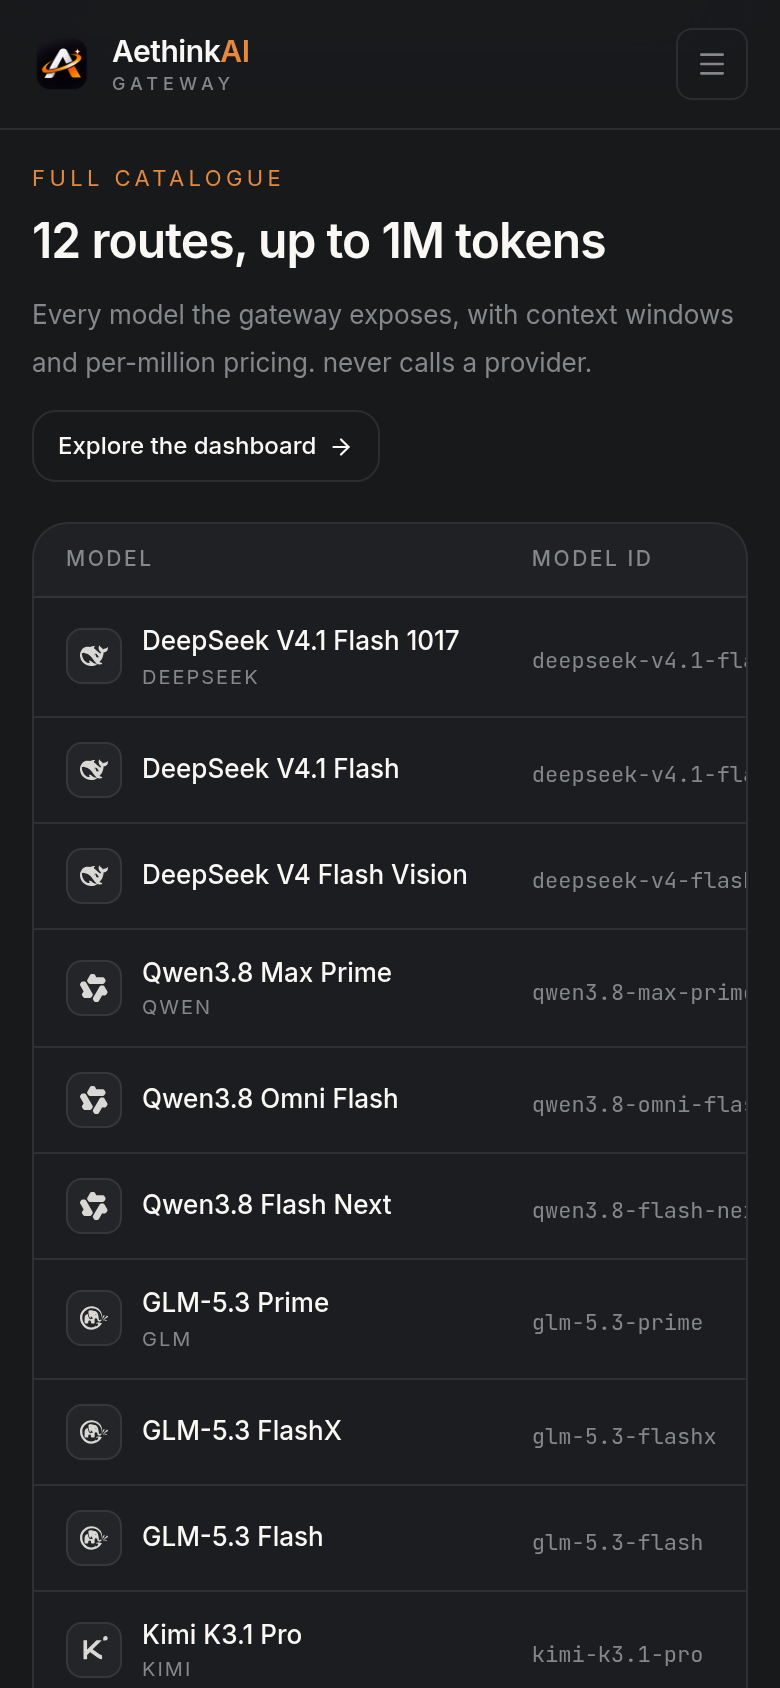 AethinkAI
GATEWAY
FULL CATALOGUE
12 routes, up to 1M tokens
Every model the gateway exposes, with context windows
and per-million pricing. never calls a provider.
Explore the dashboard →
MODEL MODEL ID
DeepSeek V4.1 Flash 1017
DEEPSEEK
deepseek-v4.1-fla
DeepSeek V4.1 Flash
deepseek-v4.1-fla
DeepSeek V4 Flash Vision
deepseek-v4-flash
Qwen3.8 Max Prime
QWEN
qwen3.8-max-prime
Qwen3.8 Omni Flash
qwen3.8-omni-flas
Qwen3.8 Flash Next
qwen3.8-flash-nex
GLM-5.3 Prime
GLM
glm-5.3-prime
GLM-5.3 FlashX
glm-5.3-flashx
GLM-5.3 Flash
glm-5.3-flash
Kimi K3.1 Pro
KIMI
kimi-k3.1-pro